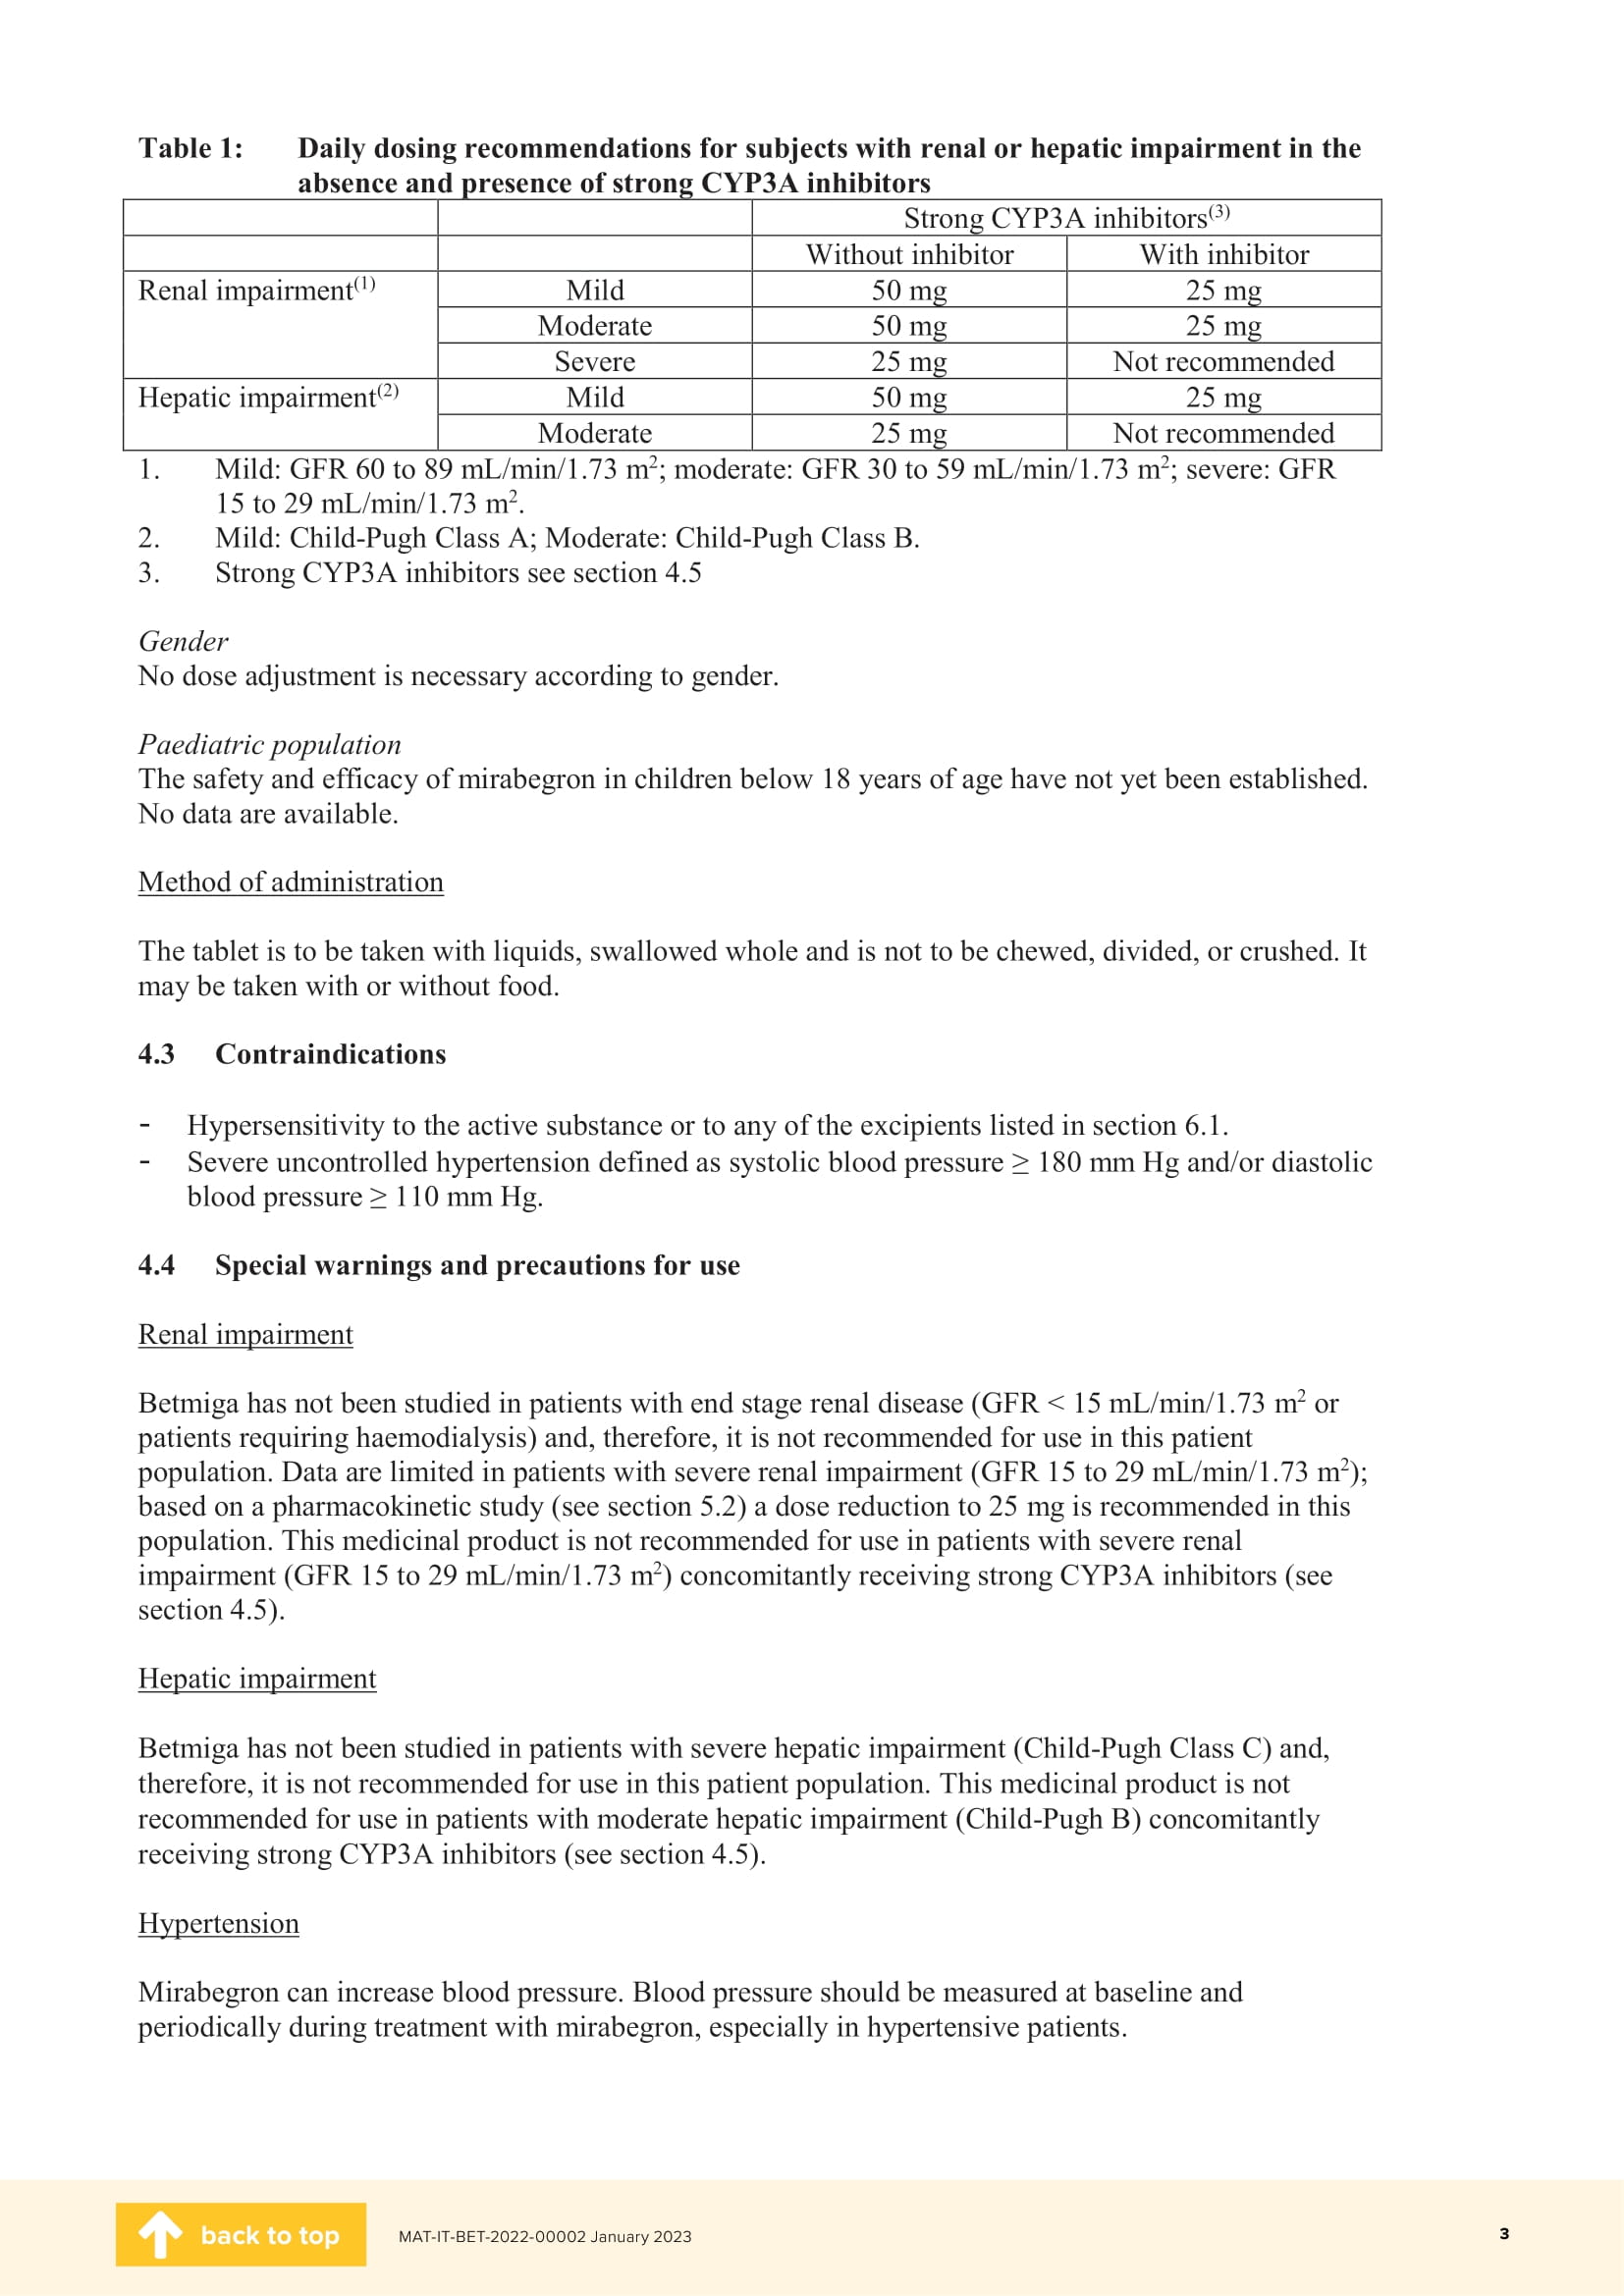 Table 1: Daily dosing recommendations for subjects with renal or hepatic impairment in the
absence and presence of strong CYP3A inhibitors
Strong CYP3A inhibitors(3)
Without inhibitor With inhibitor
Renal impairment(1) Mild 50 mg 25 mg
Moderate 50 mg 25 mg
Severe 25 mg Not recommended
Hepatic impairment(2) Mild 50 mg 25 mg
Moderate 25 mg Not recommended
1. Mild: GFR 60 to 89 mL/min/1.73 m²; moderate: GFR 30 to 59 mL/min/1.73 m²; severe: GFR
15 to 29 mL/min/1.73 m².
2. Mild: Child-Pugh Class A; Moderate: Child-Pugh Class B.
3. Strong CYP3A inhibitors see section 4.5
Gender
No dose adjustment is necessary according to gender.
Paediatric population
The safety and efficacy of mirabegron in children below 18 years of age have not yet been established.
No data are available.
Method of administration
The tablet is to be taken with liquids, swallowed whole and is not to be chewed, divided, or crushed. It
may be taken with or without food.
4.3 Contraindications
- Hypersensitivity to the active substance or to any of the excipients listed in section 6.1.
- Severe uncontrolled hypertension defined as systolic blood pressure ≥ 180 mm Hg and/or diastolic
blood pressure ≥ 110 mm Hg.
4.4 Special warnings and precautions for use
Renal impairment
Betmiga has not been studied in patients with end stage renal disease (GFR < 15 mL/min/1.73 m² or
patients requiring haemodialysis) and, therefore, it is not recommended for use in this patient
population. Data are limited in patients with severe renal impairment (GFR 15 to 29 mL/min/1.73 m²);
based on a pharmacokinetic study (see section 5.2) a dose reduction to 25 mg is recommended in this
population. This medicinal product is not recommended for use in patients with severe renal
impairment (GFR 15 to 29 mL/min/1.73 m²) concomitantly receiving strong CYP3A inhibitors (see
section 4.5).
Hepatic impairment
Betmiga has not been studied in patients with severe hepatic impairment (Child-Pugh Class C) and,
therefore, it is not recommended for use in this patient population. This medicinal product is not
recommended for use in patients with moderate hepatic impairment (Child-Pugh B) concomitantly
receiving strong CYP3A inhibitors (see section 4.5).
Hypertension
Mirabegron can increase blood pressure. Blood pressure should be measured at baseline and
periodically during treatment with mirabegron, especially in hypertensive patients.
back to top MAT-IT-BET-2022-00002 January 2023 3